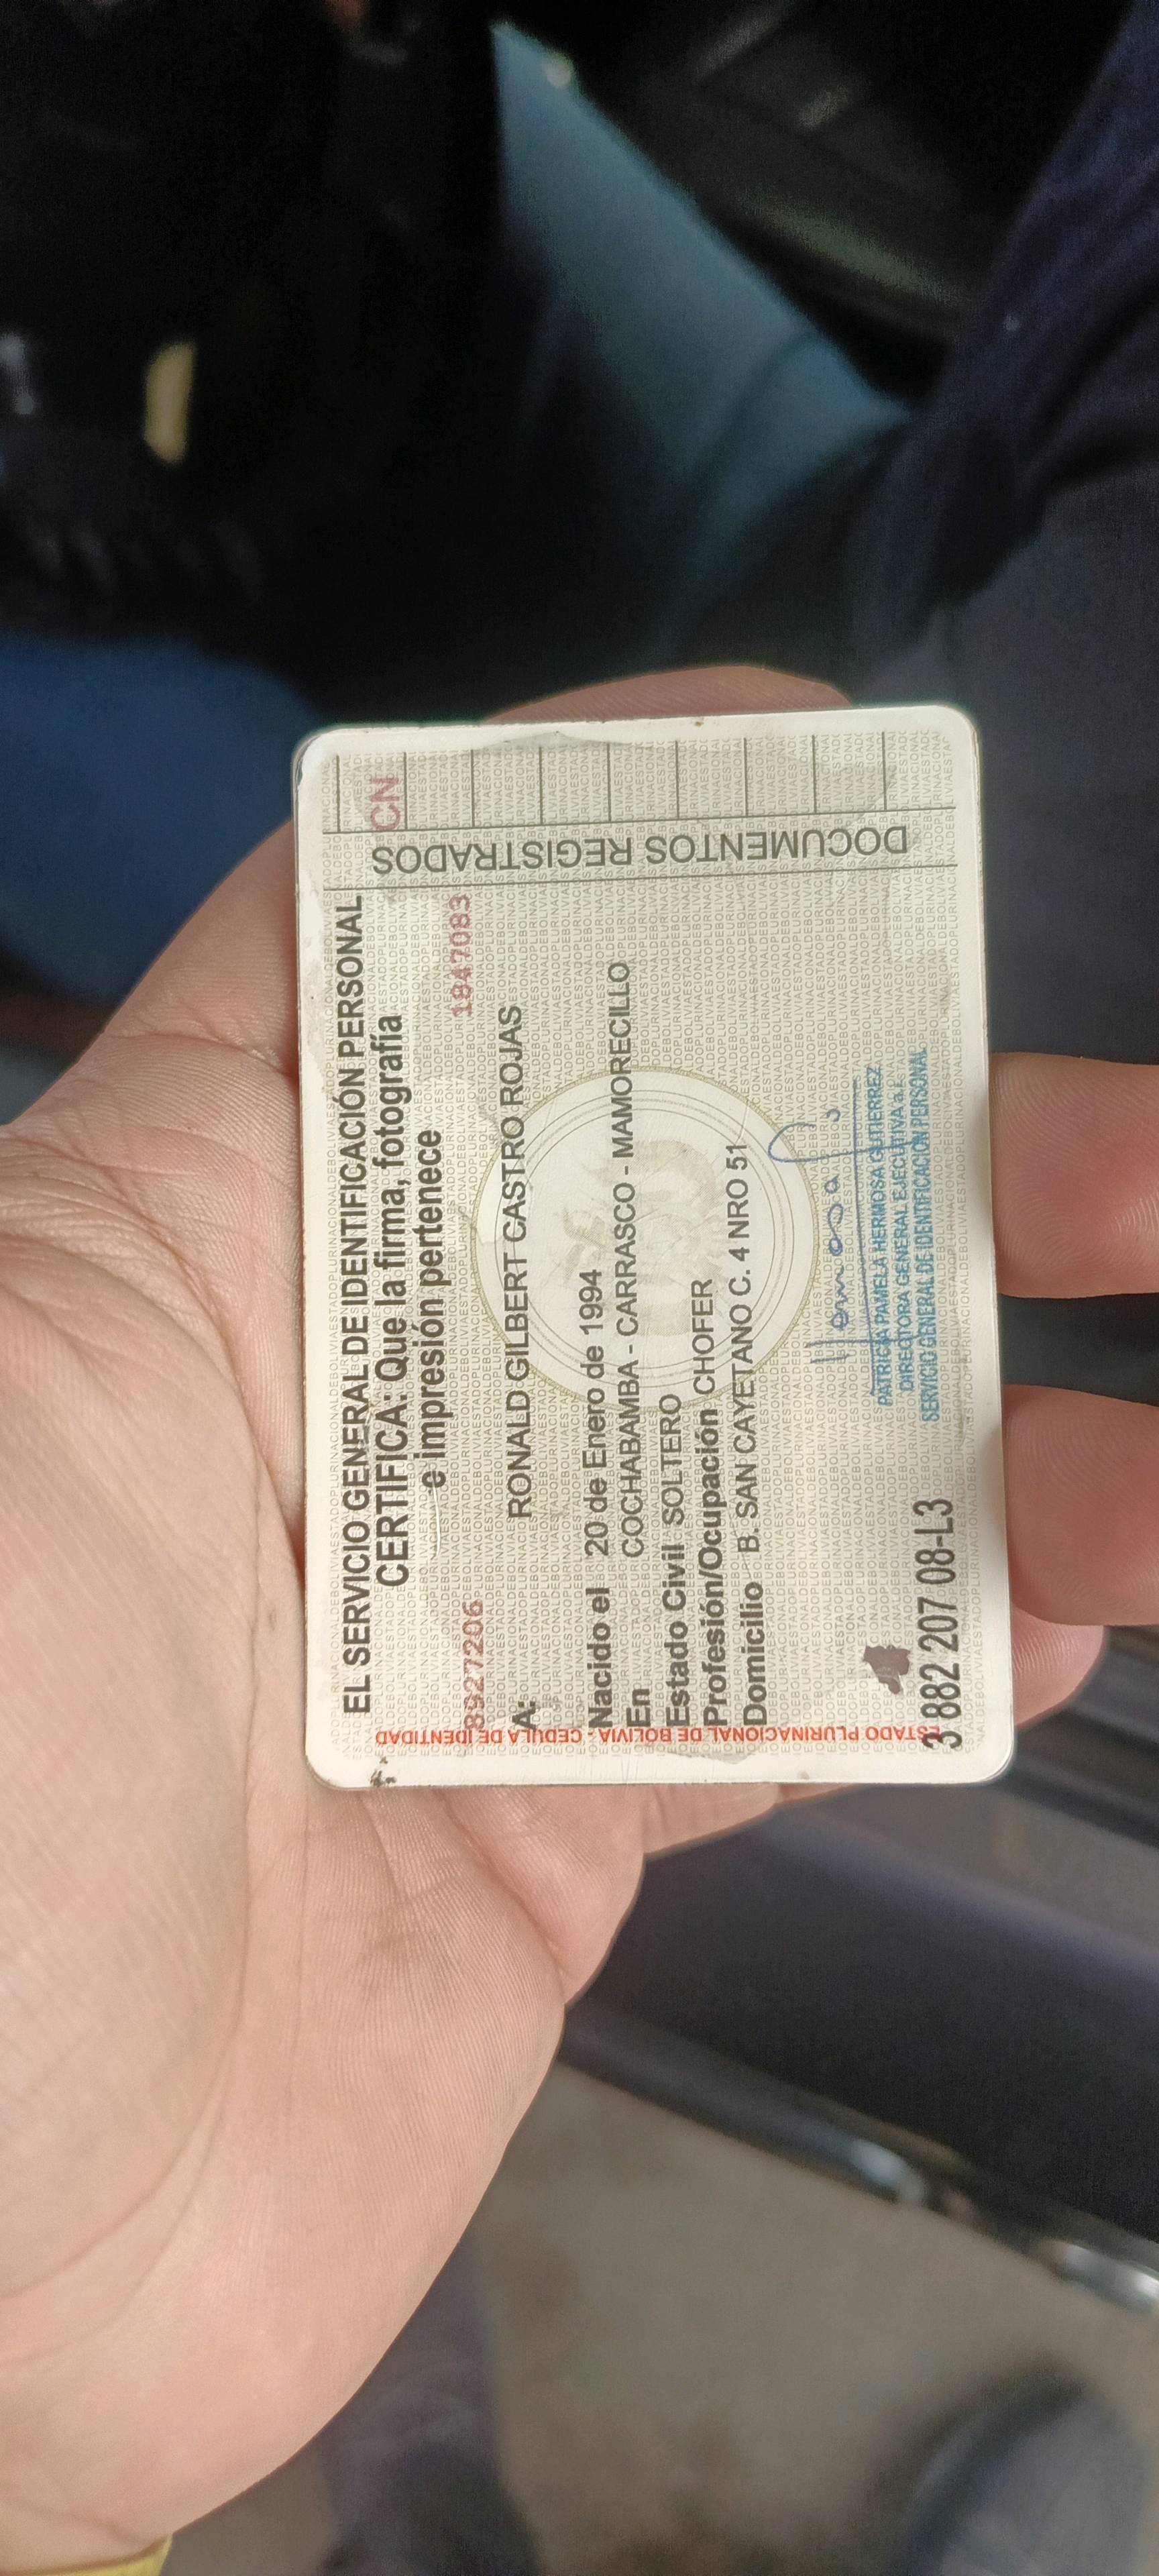 EL SERVICIO GENERAL DE IDENTIFICACIÓN PERSONAL
CERTIFICA: Que la firma, fotografía
e impresión pertenece
8927206 1847083
A: RONALD GILBERT CASTRO ROJAS
Nacido el 20 de Enero de 1994
En COCHABAMBA - CARRASCO - MAMORECILLO
Estado Civil SOLTERO
Profesión/Ocupación CHOFER
Domicilio B. SAN CAYETANO C. 4 NRO 51
PATRICIA PAMELA HERMOSA GUTIERREZ
DIRECTORA GENERAL EJECUTIVA a.i.
SERVICIO GENERAL DE IDENTIFICACIÓN PERSONAL
3 882 207 08-L3
ESTADO PLURINACIONAL DE BOLIVIA - CEDULA DE IDENTIDAD
DOCUMENTOS REGISTRADOS
CN